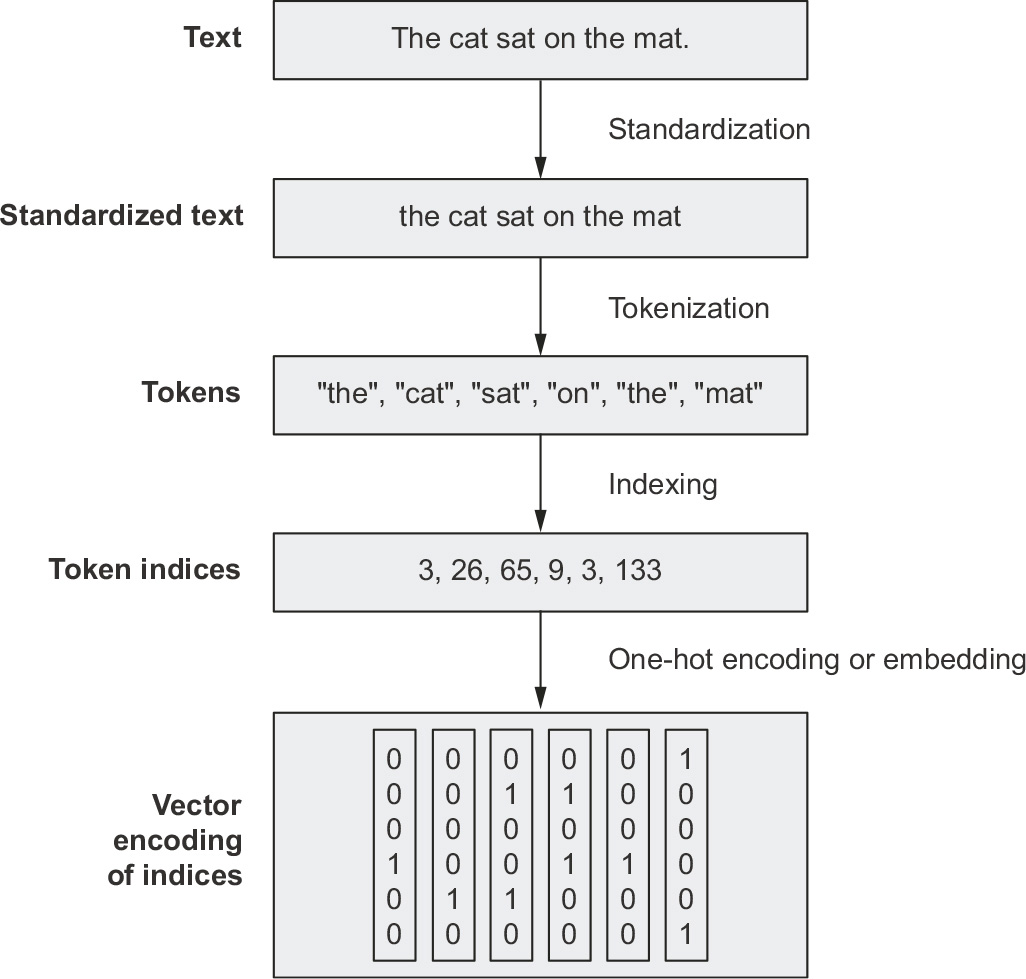 Text
The cat sat on the mat.
Standardization
Standardized text
the cat sat on the mat
Tokenization
Tokens
"the", "cat", "sat", "on", "the", "mat"
Indexing
Token indices
3, 26, 65, 9, 3, 133
One-hot encoding or embedding
Vector
encoding
of indices
0 0 0 0 0 1
0 0 1 1 0 0
0 0 0 0 0 0
1 0 0 1 1 0
0 1 1 0 0 0
0 0 0 0 0 1